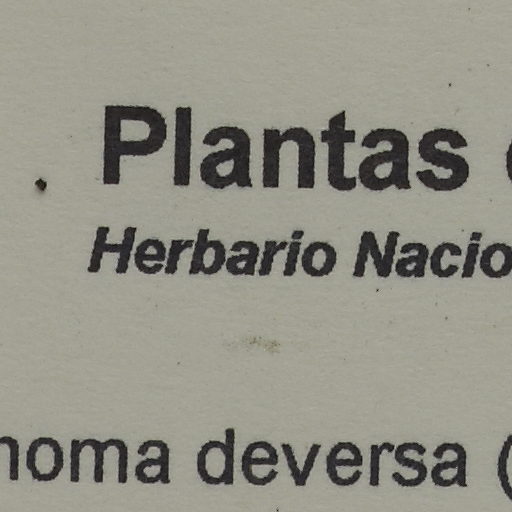 Plantas
Herbario Nacio
noma deversa (